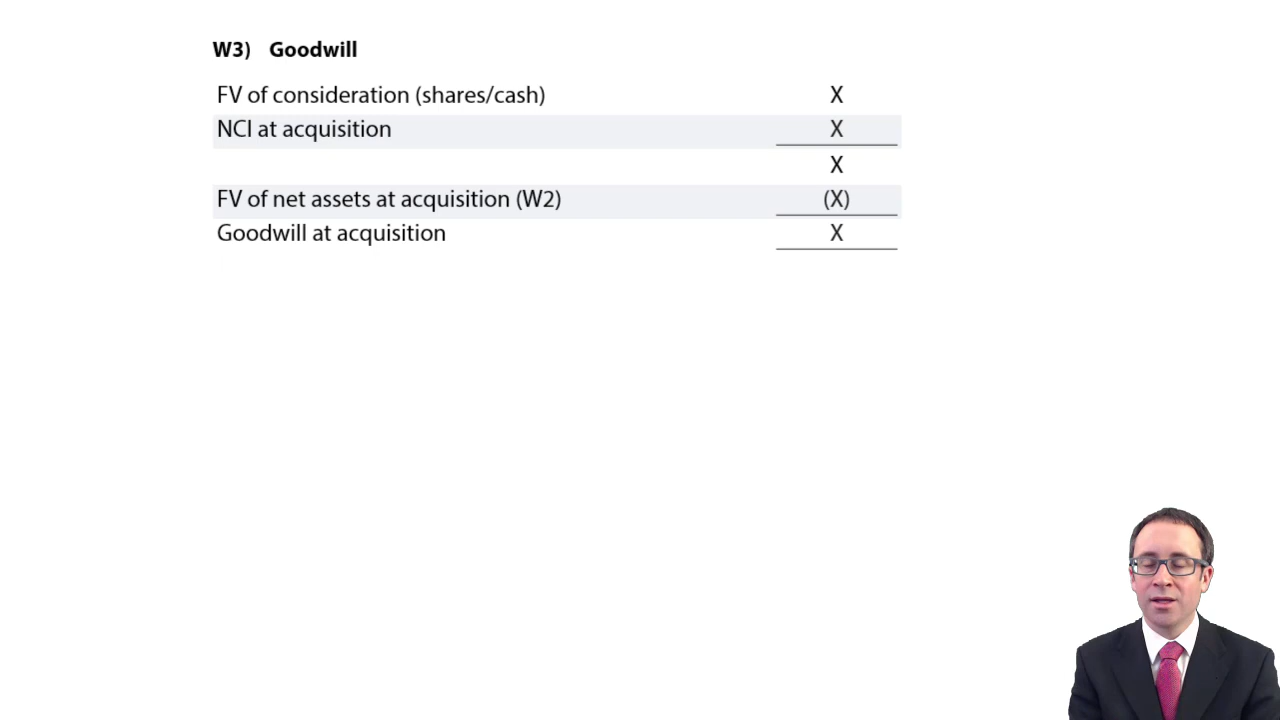 W3) Goodwill
FV of consideration (shares/cash) X
NCI at acquisition X
X
FV of net assets at acquisition (W2) (X)
Goodwill at acquisition X